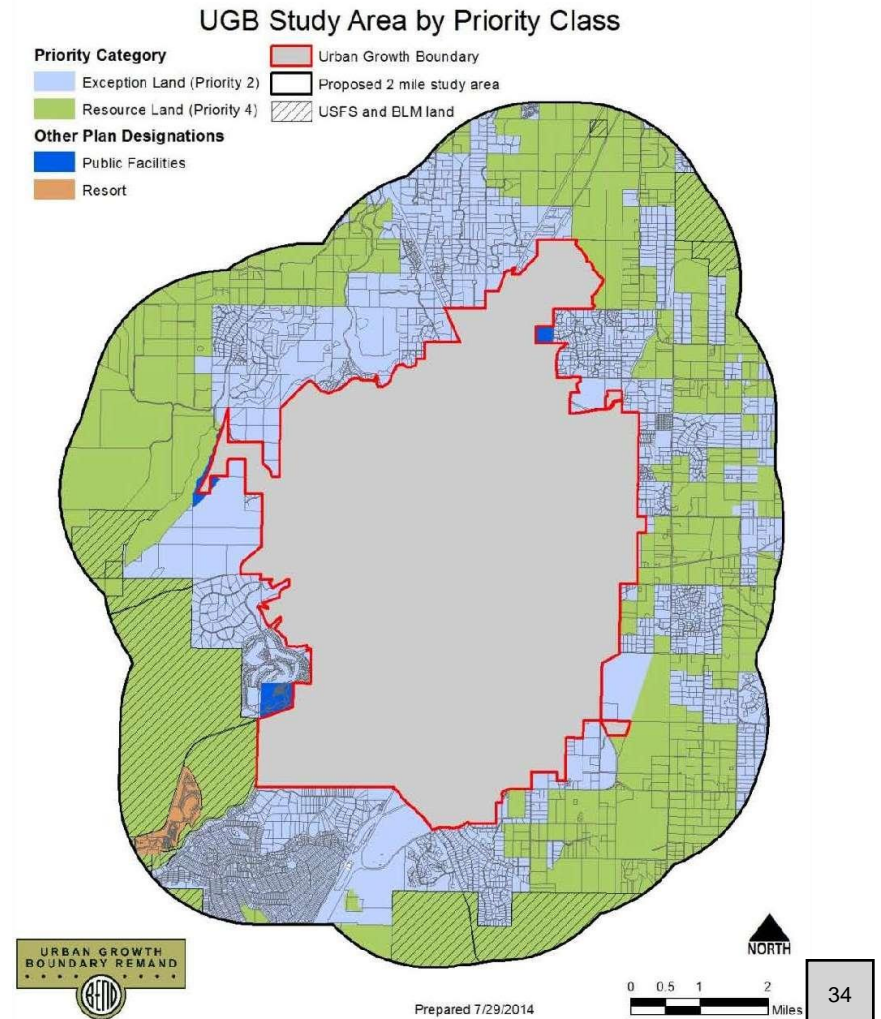 UGB Study Area by Priority Class
Priority Category
Exception Land (Priority 2)
Resource Land (Priority 4)
Other Plan Designations
Public Facilities
Resort
Urban Growth Boundary
Proposed 2 mile study area
USFS and BLM land
URBAN GROWTH
BOUNDARY REMAND
BEND
Prepared 7/29/2014
NORTH
0 0.5 1 2
Miles
34